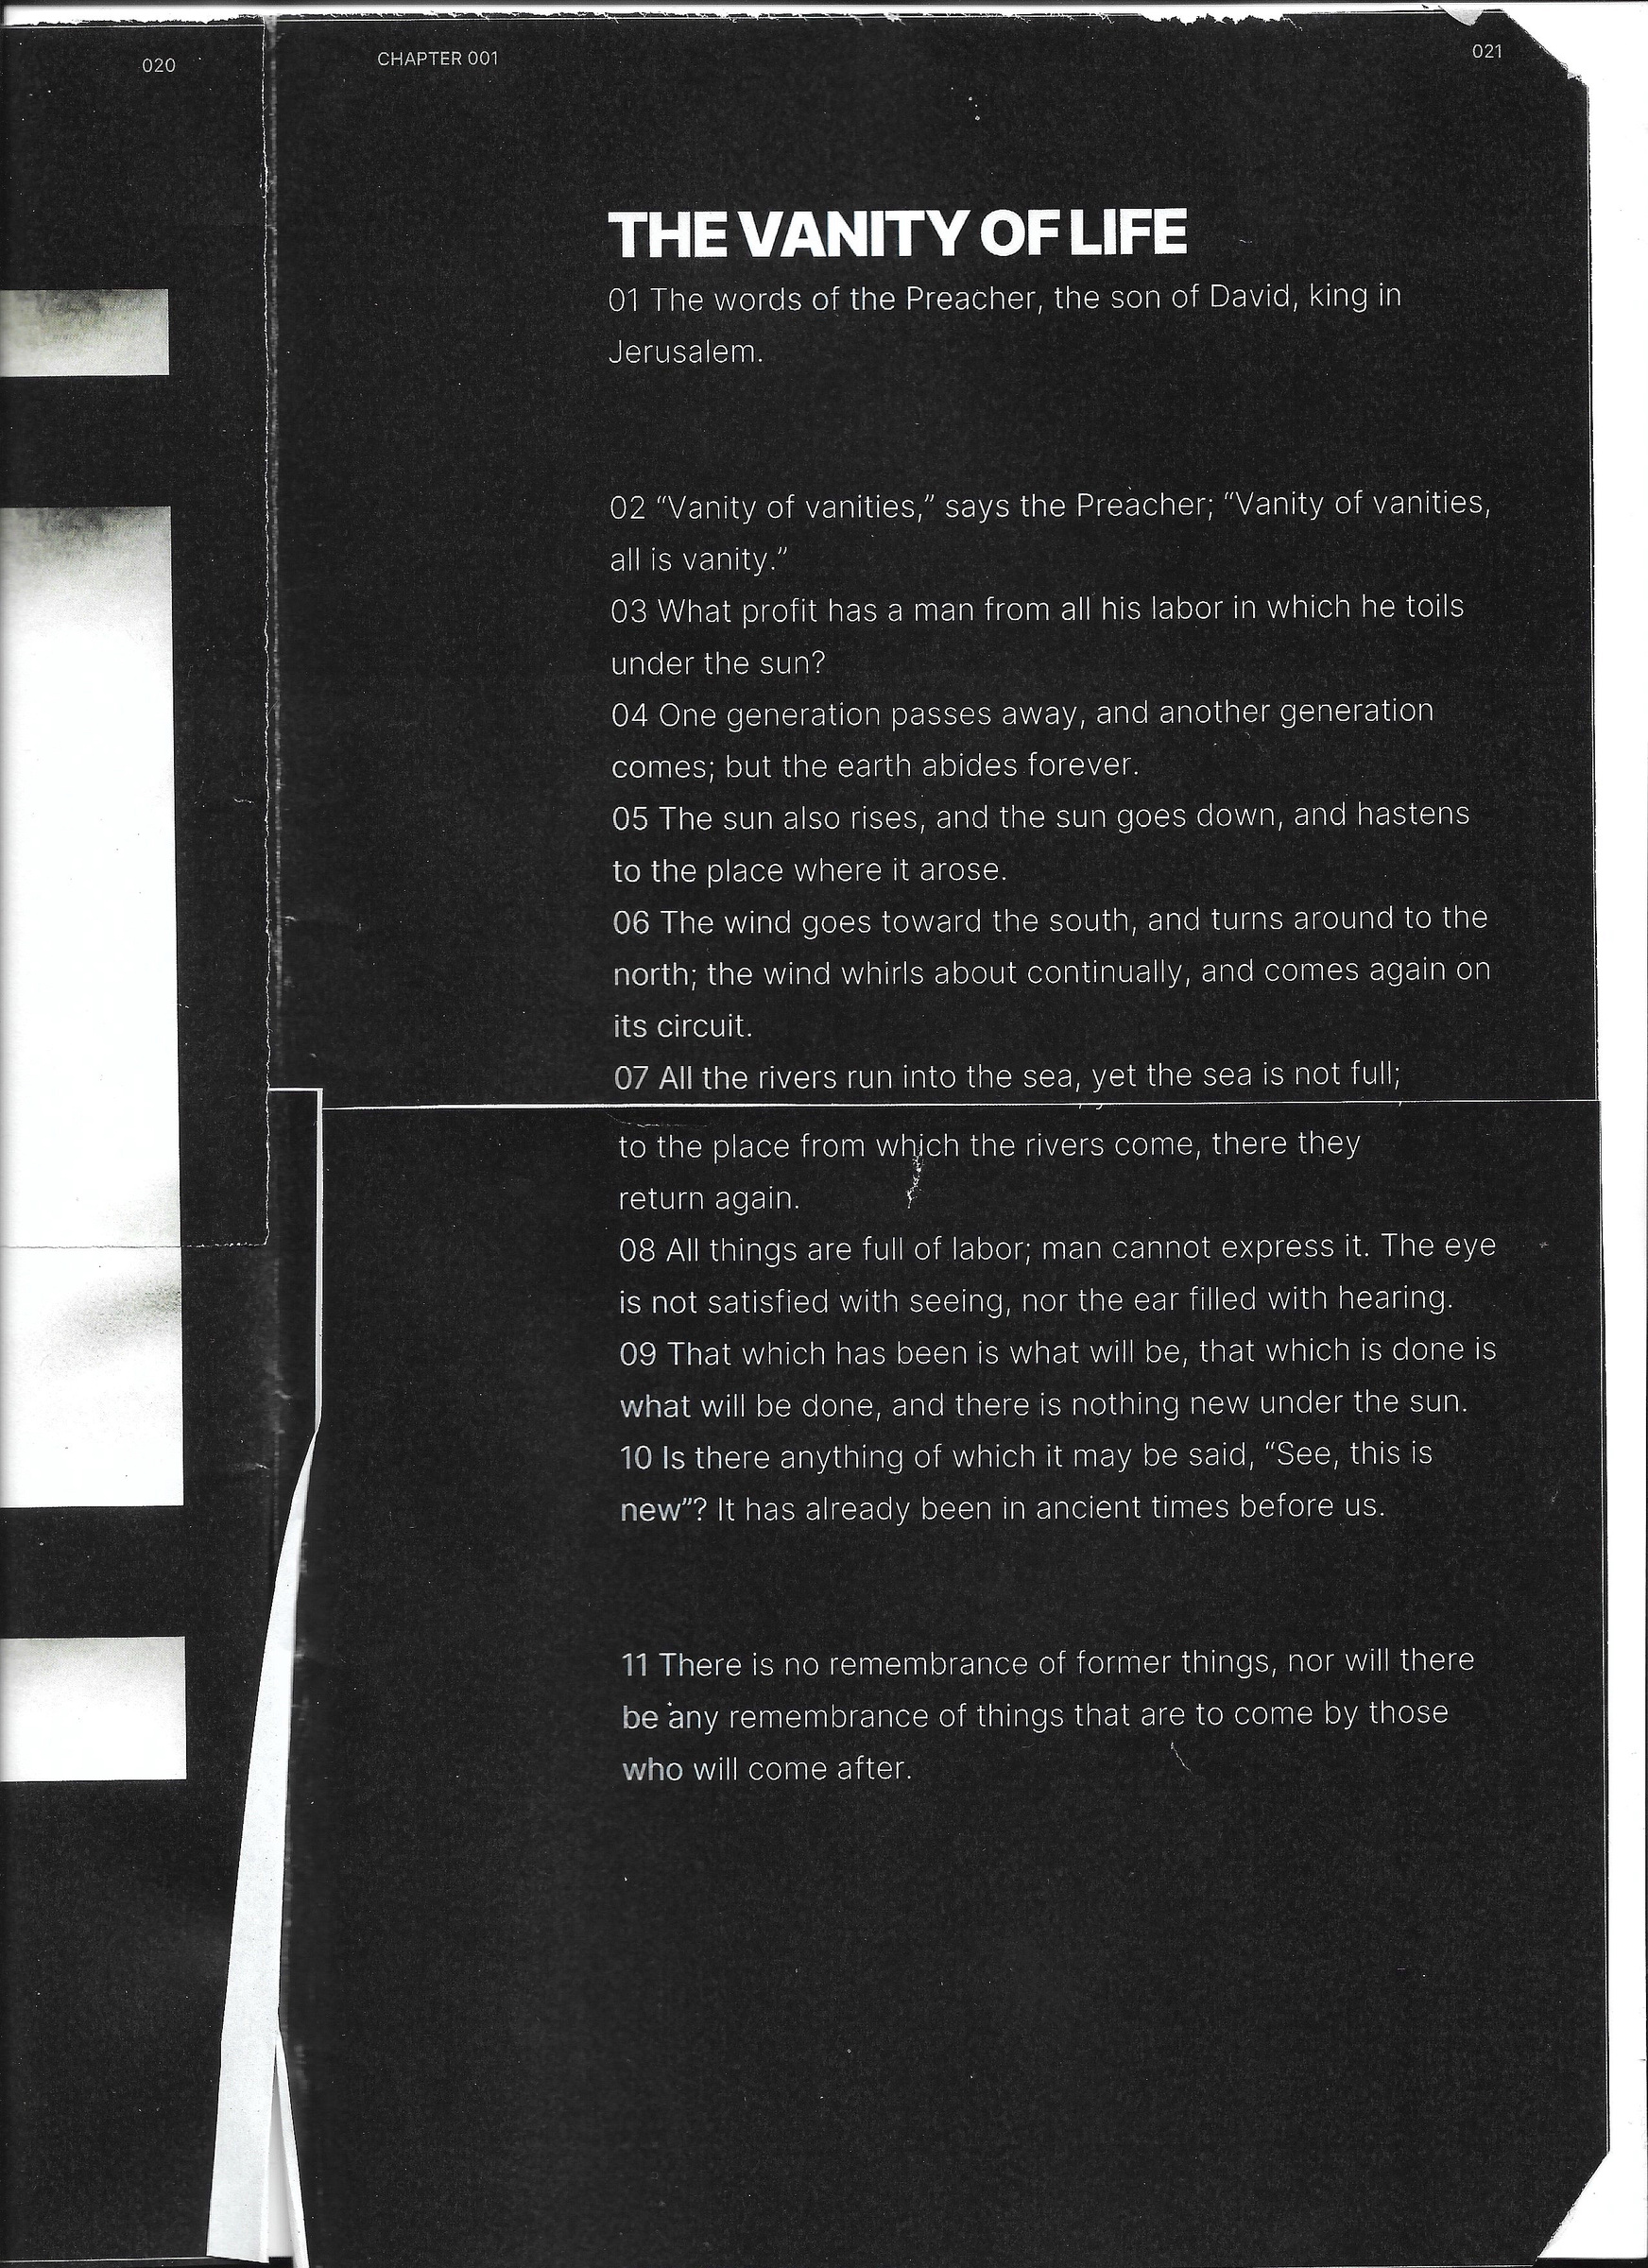 020
CHAPTER 001
021
THE VANITY OF LIFE
01 The words of the Preacher, the son of David, king in
Jerusalem.
02 “Vanity of vanities,” says the Preacher; “Vanity of vanities,
all is vanity.”
03 What profit has a man from all his labor in which he toils
under the sun?
04 One generation passes away, and another generation
comes; but the earth abides forever.
05 The sun also rises, and the sun goes down, and hastens
to the place where it arose.
06 The wind goes toward the south, and turns around to the
north; the wind whirls about continually, and comes again on
its circuit.
07 All the rivers run into the sea, yet the sea is not full;
to the place from which the rivers come, there they
return again.
08 All things are full of labor; man cannot express it. The eye
is not satisfied with seeing, nor the ear filled with hearing.
09 That which has been is what will be, that which is done is
what will be done, and there is nothing new under the sun.
10 Is there anything of which it may be said, “See, this is
new”? It has already been in ancient times before us.
11 There is no remembrance of former things, nor will there
be any remembrance of things that are to come by those
who will come after.